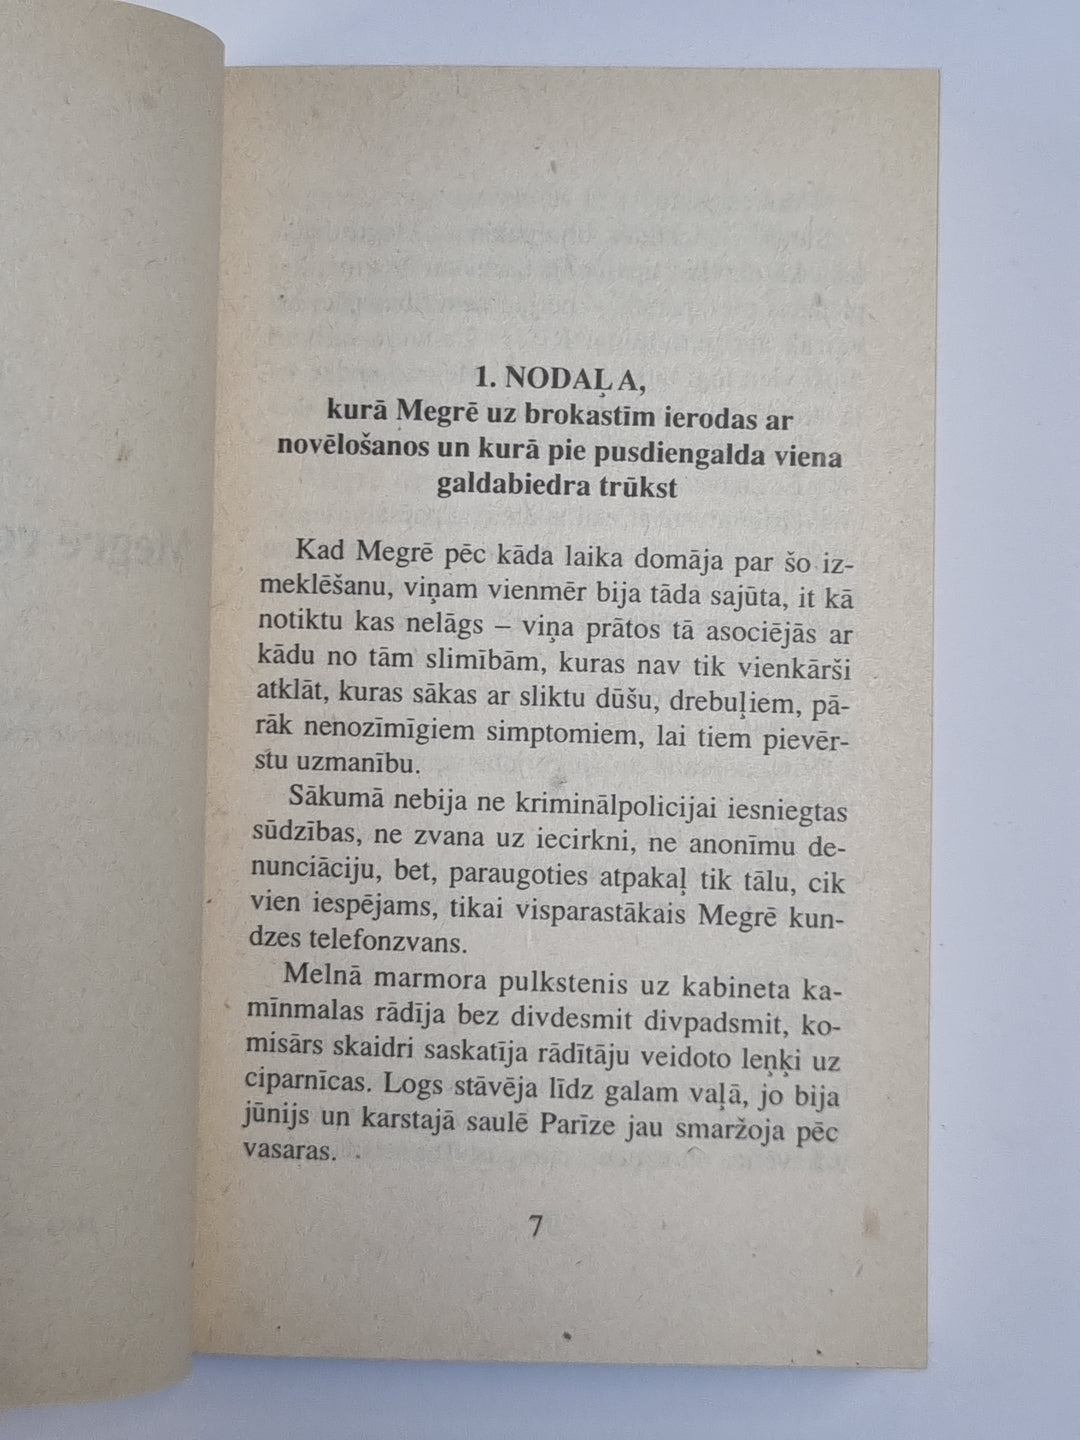 1. NODAĻA,
kurā Megrē uz brokastīm ierodas ar
novēlošanos un kurā pie pusdiengalda viena
galdabiedra trūkst
Kad Megrē pēc kāda laika domāja par šo iz-
meklēšanu, viņam vienmēr bija tāda sajūta, it kā
notiktu kas nelāgs – viņa prātos tā asociējās ar
kādu no tām slimībām, kuras nav tik vienkārši
atklāt, kuras sākas ar sliktu dūšu, drebuļiem, pā-
rāk nenozīmīgiem simptomiem, lai tiem pievēr-
stu uzmanību.
Sākumā nebija ne kriminālpolicijai iesniegtas
sūdzības, ne zvana uz iecirkni, ne anonīmu de-
nunciāciju, bet, paraugoties atpakaļ tik tālu, cik
vien iespējams, tikai visparastākais Megrē kun-
dzes telefonzvans.
Melnā marmora pulkstenis uz kabineta ka-
mīnmalas rādīja bez divdesmit divpadsmit, ko-
misārs skaidri saskatīja rādītāju veidoto leņķi uz
ciparnīcas. Logs stāvēja līdz galam vaļā, jo bija
jūnijs un karstajā saulē Parīze jau smaržoja pēc
vasaras.
7